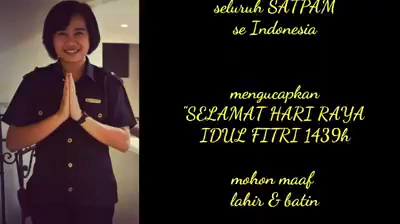 seluruh SATPAM
se Indonesia
mengucapkan
"SELAMAT HARI RAYA
IDUL FITRI 1439h
mohon maaf
lahir & batin